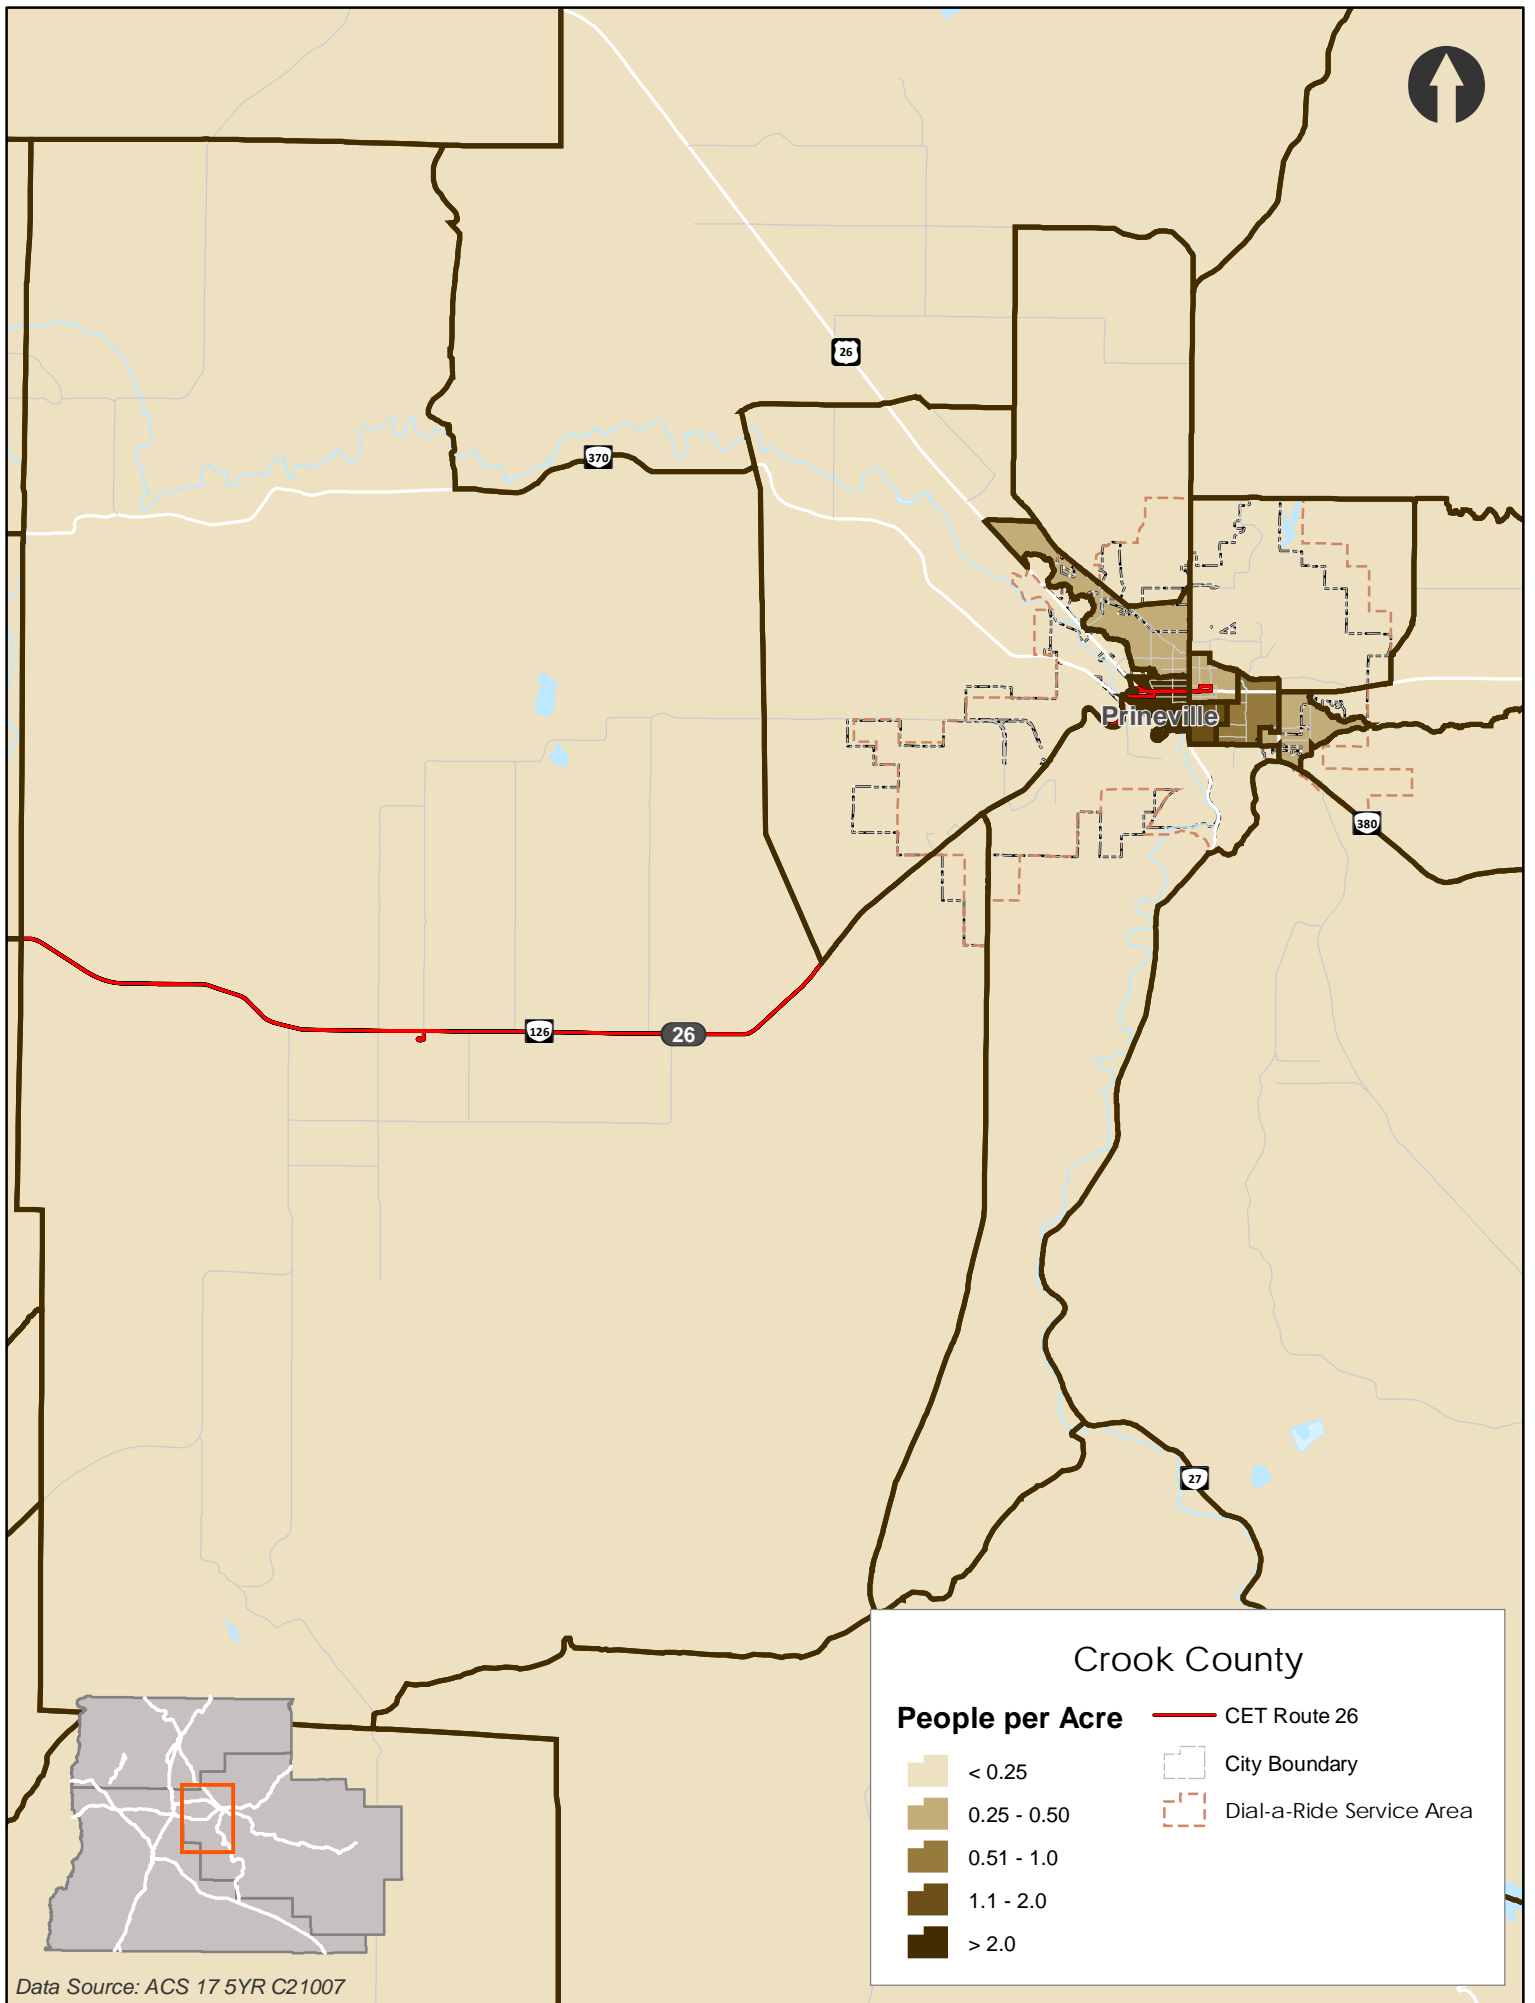 26
370
Prineville
380
126
26
27
Crook County
People per Acre
< 0.25
0.25 - 0.50
0.51 - 1.0
1.1 - 2.0
> 2.0
CET Route 26
City Boundary
Dial-a-Ride Service Area
Data Source: ACS 17 5YR C21007